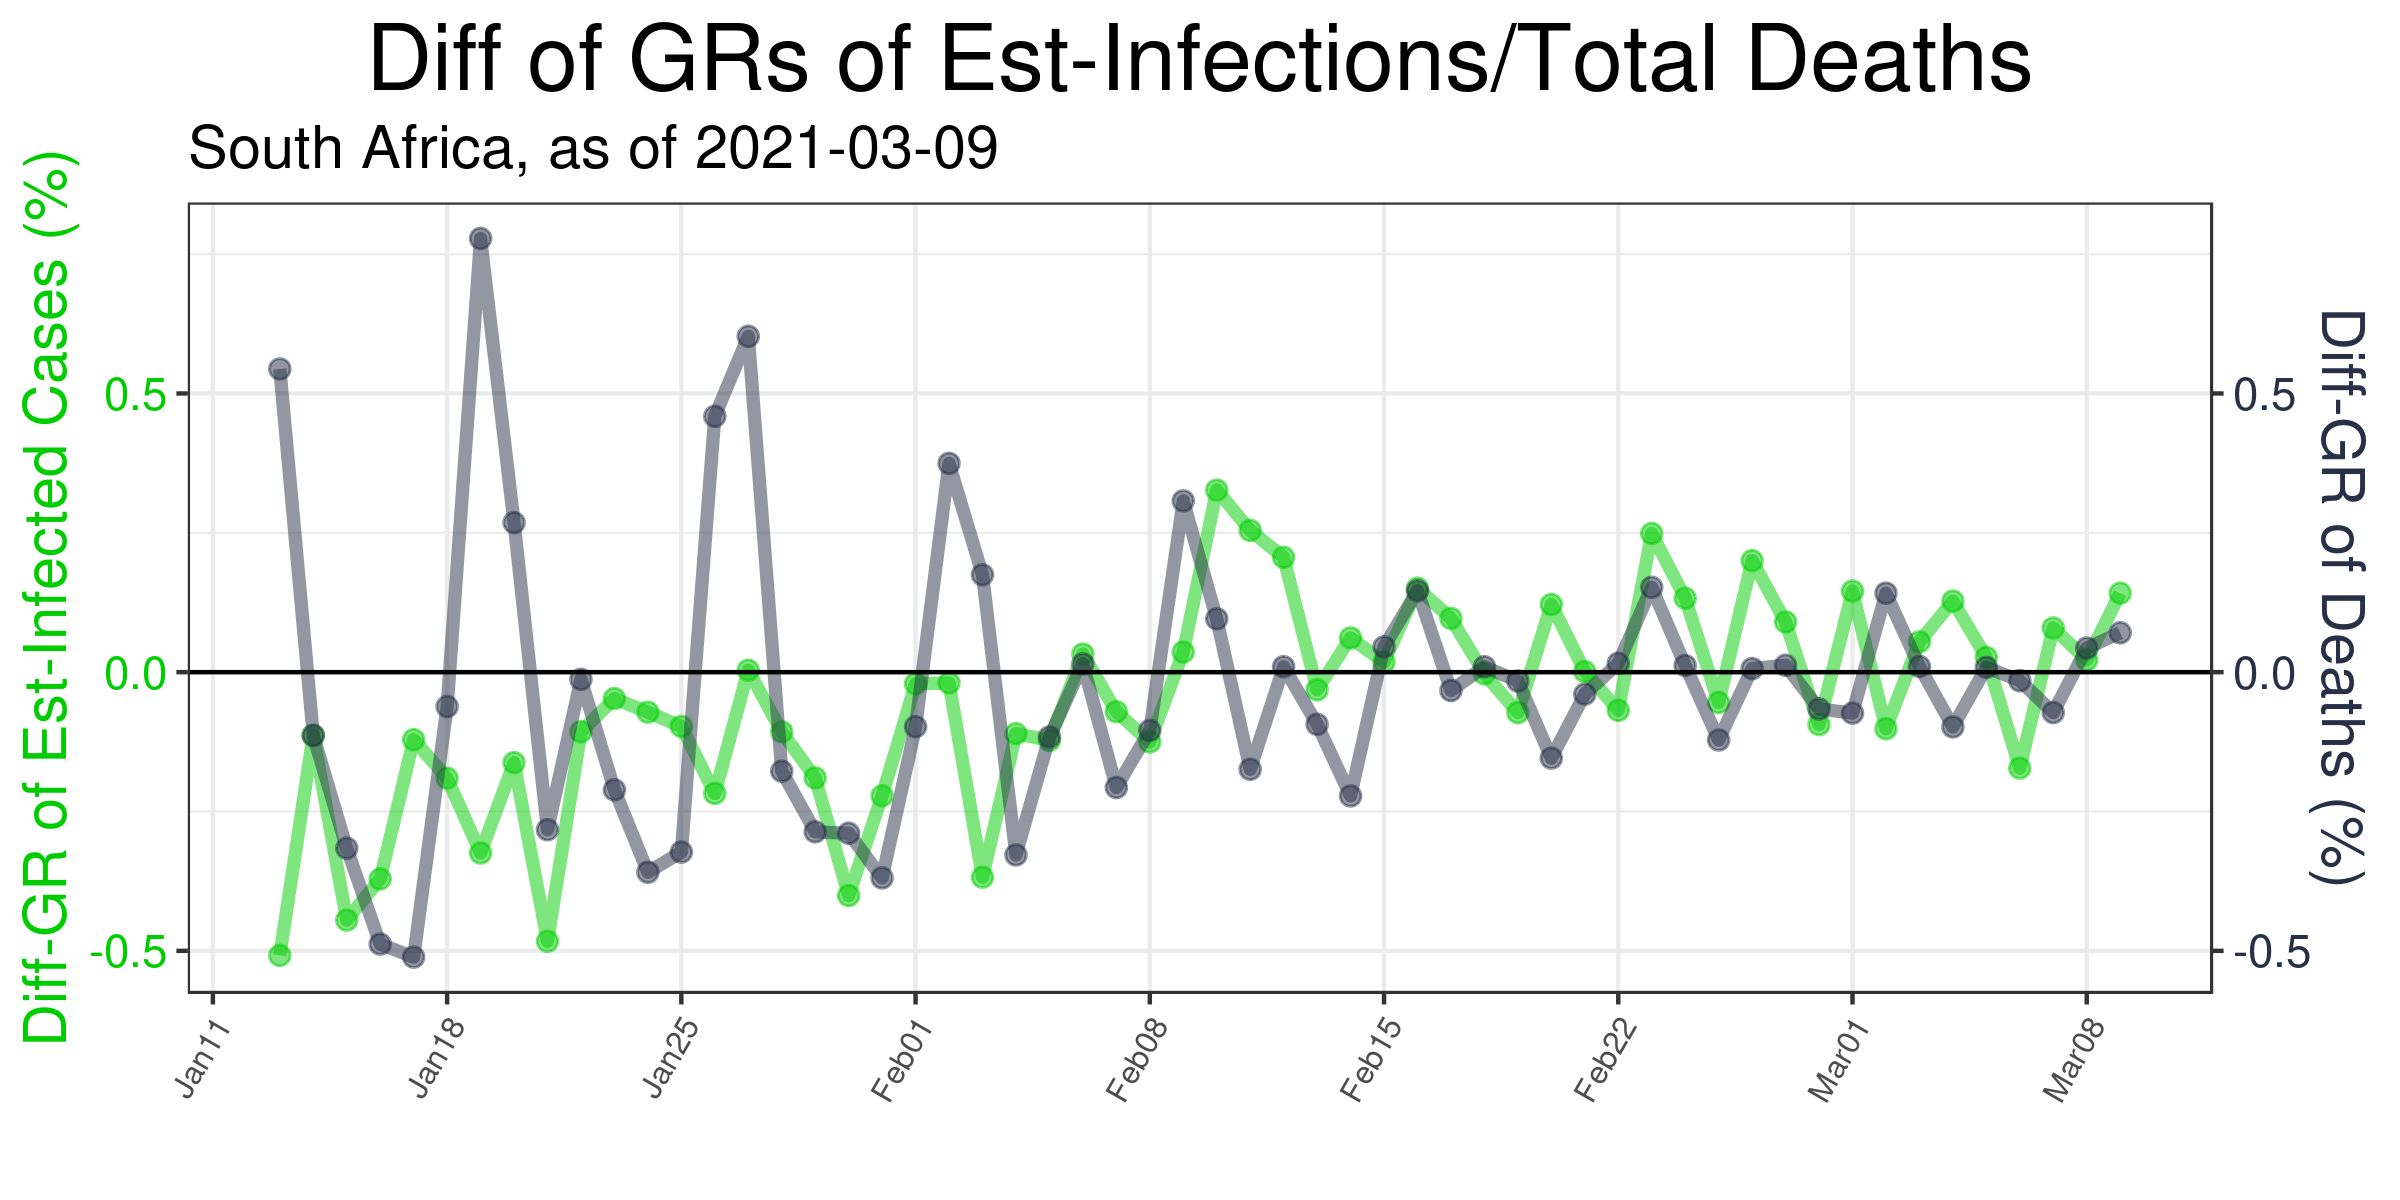 Diff of GRs of Est-Infections/Total Deaths
South Africa, as of 2021-03-09
Diff-GR of Est-Infected Cases (%)
0.5
0.0
-0.5
0.5
0.0
-0.5
Diff-GR of Deaths (%)
Jan11
Jan18
Jan25
Feb01
Feb08
Feb15
Feb22
Mar01
Mar08